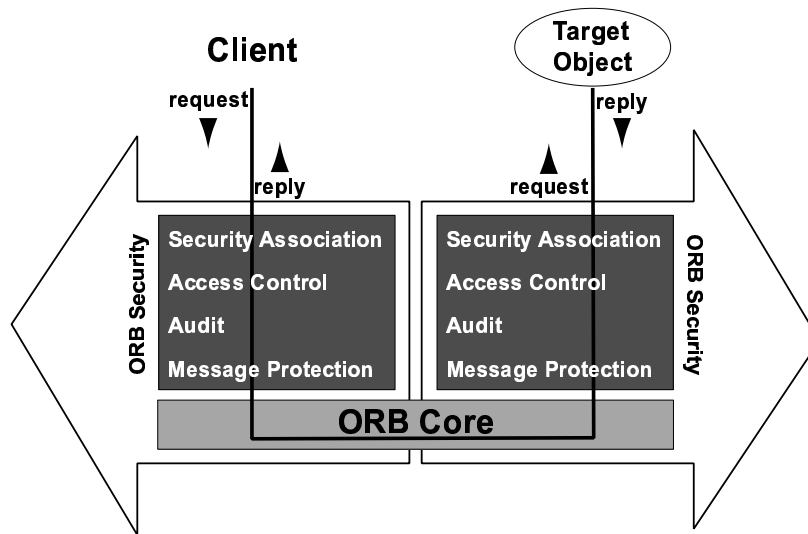 Client
Target
Object
request
reply
reply
request
ORB Security
Security Association
Access Control
Audit
Message Protection
Security Association
Access Control
Audit
Message Protection
ORB Security
ORB Core